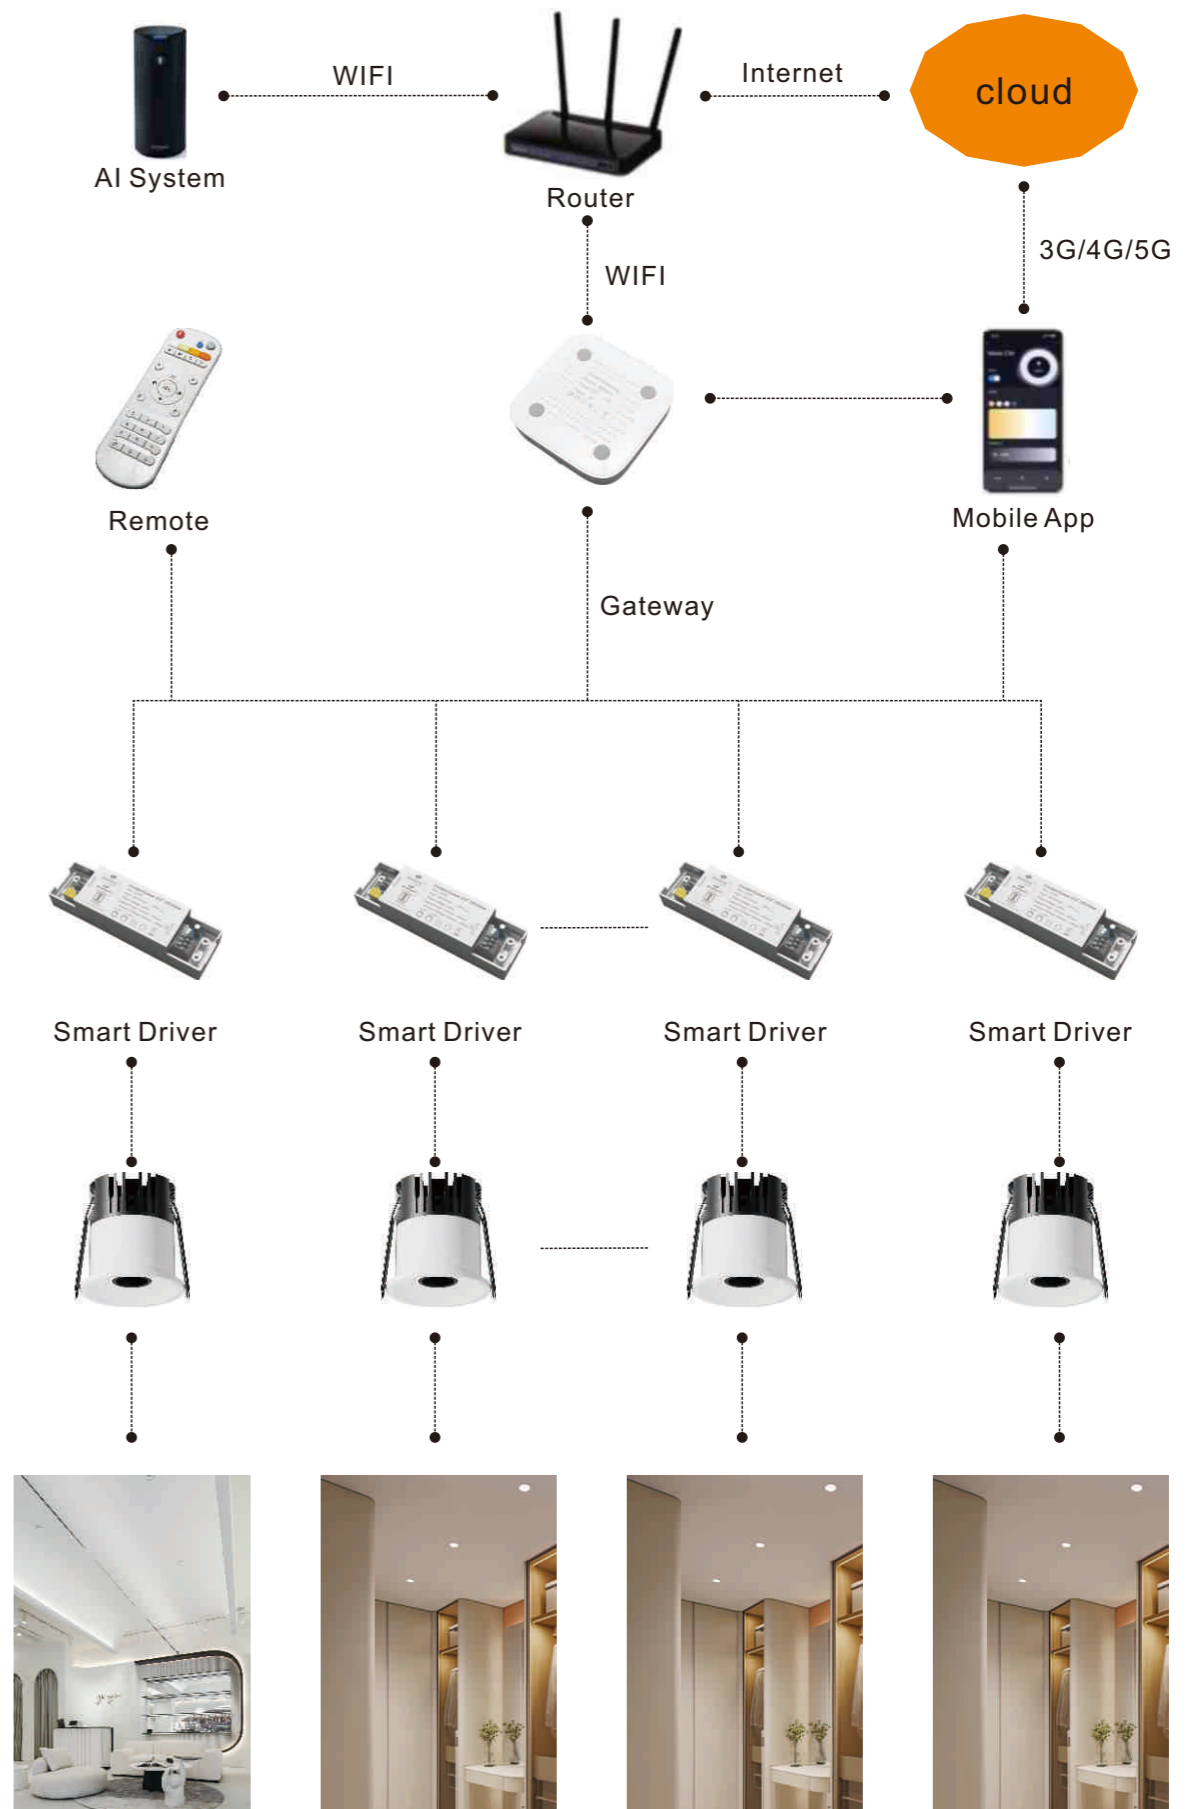 WIFI
Internet
cloud
AI System
Router
3G/4G/5G
WIFI
Remote
Mobile App
Gateway
Smart Driver
Smart Driver
Smart Driver
Smart Driver